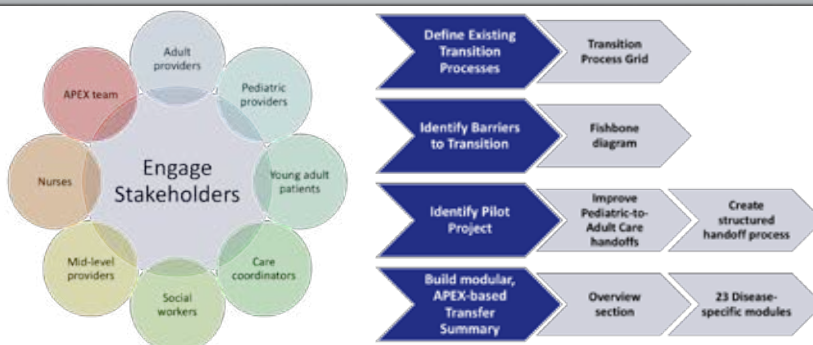 Adult
providers
Pediatric
providers
Young adult
patients
Care
coordinators
Social
workers
Mid-level
providers
Nurses
APEX team
Engage
Stakeholders
Define Existing
Transition
Processes
Transition
Process Grid
Identify Barriers
to Transition
Fishbone
diagram
Identify Pilot
Project
Improve
Pediatric-to-
Adult Care
handoffs
Create
structured
handoff process
Build modular,
APEX-based
Transfer
Summary
Overview
section
23 Disease-
specific modules